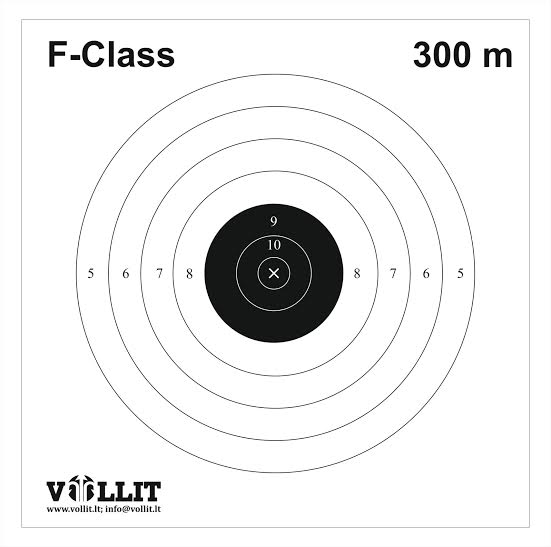 F-Class 300 m
9
10
5 6 7 8 × 8 7 6 5
VOLLIT
www.vollit.lt; info@vollit.lt